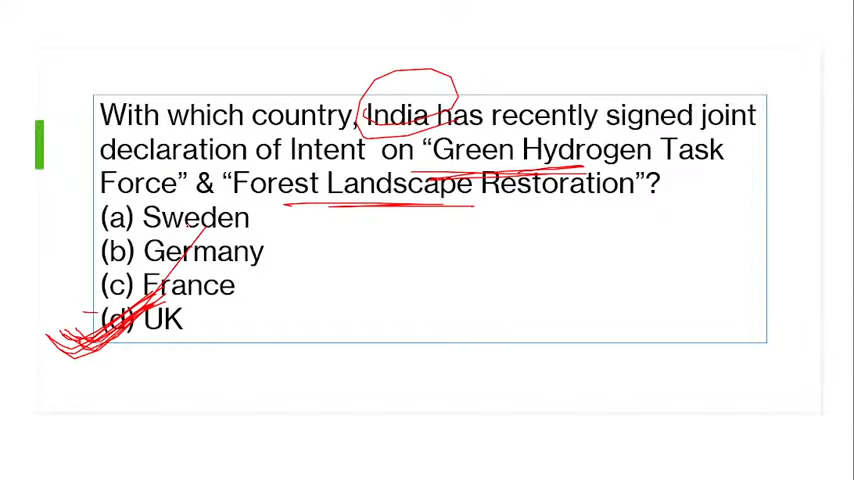 With which country, India has recently signed joint
declaration of Intent on “Green Hydrogen Task
Force” & “Forest Landscape Restoration”?
(a) Sweden
(b) Germany
(c) France
(d) UK